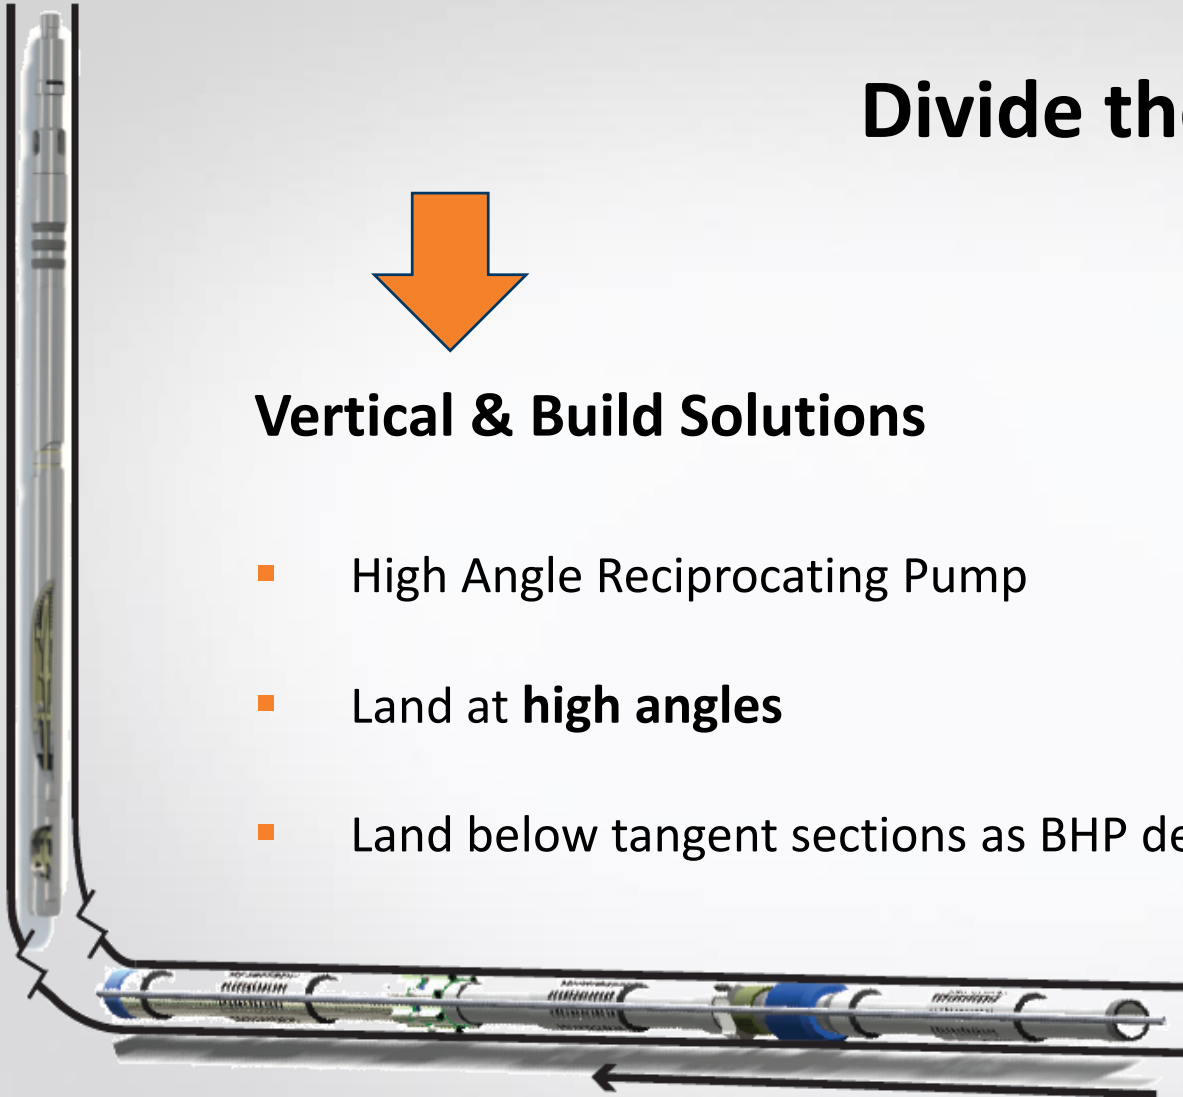 Divide th
Vertical & Build Solutions
▪ High Angle Reciprocating Pump
▪ Land at high angles
▪ Land below tangent sections as BHP de